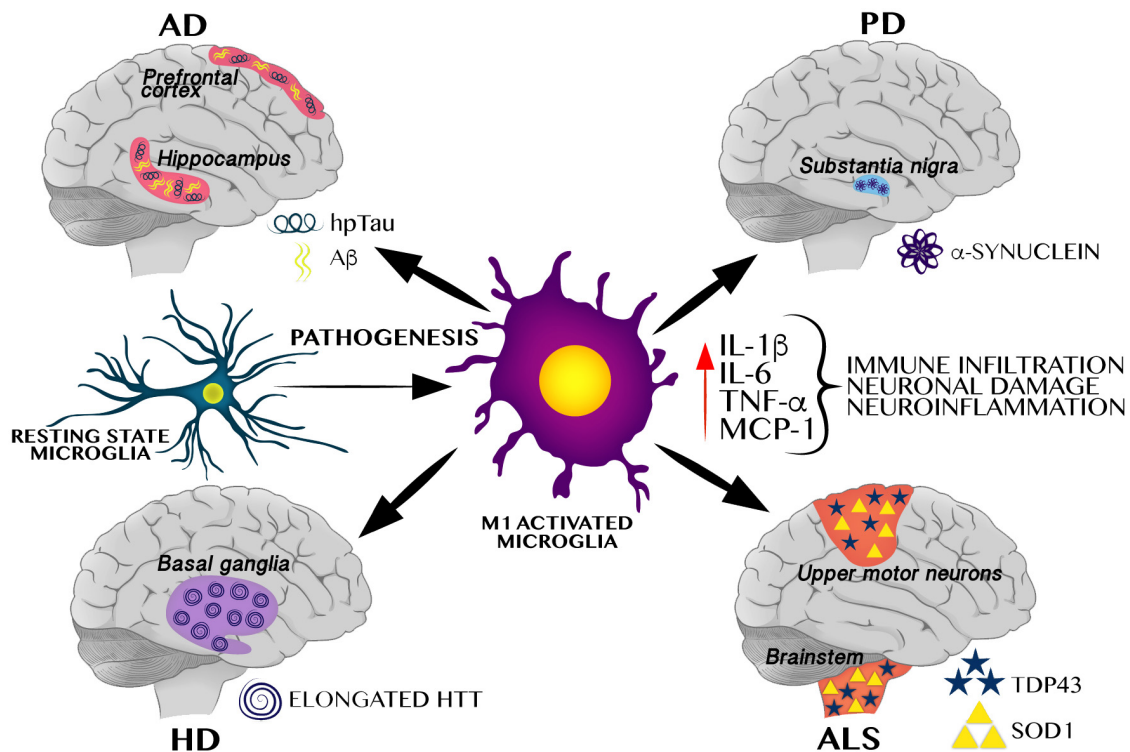 AD
Prefrontal
cortex
Hippocampus
hpTau
Aβ
PD
Substantia nigra
α-SYNUCLEIN
PATHOGENESIS
RESTING STATE
MICROGLIA
M1 ACTIVATED
MICROGLIA
IL-1β
IL-6
TNF-α
MCP-1
IMMUNE INFILTRATION
NEURONAL DAMAGE
NEUROINFLAMMATION
Basal ganglia
ELONGATED HTT
HD
Upper motor neurons
Brainstem
TDP43
SOD1
ALS